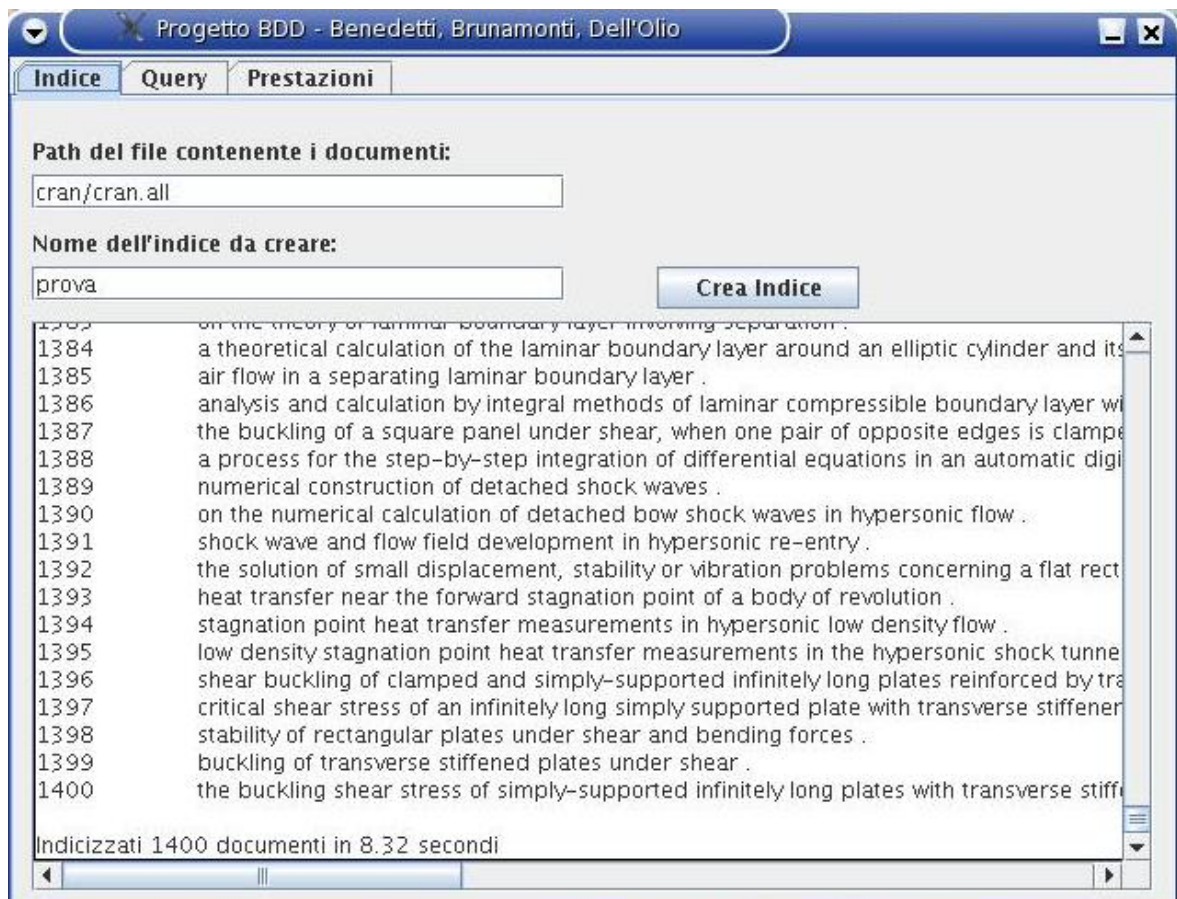 Progetto BDD - Benedetti, Brunamonti, Dell'Olio
Indice Query Prestazioni
Path del file contenente i documenti:
cran/cran.all
Nome dell'indice da creare:
prova
Crea Indice
1383 on the theory of laminar boundary layer involving separation .
1384 a theoretical calculation of the laminar boundary layer around an elliptic cylinder and its
1385 air flow in a separating laminar boundary layer .
1386 analysis and calculation by integral methods of laminar compressible boundary layer wi
1387 the buckling of a square panel under shear, when one pair of opposite edges is clampe
1388 a process for the step-by-step integration of differential equations in an automatic digi
1389 numerical construction of detached shock waves .
1390 on the numerical calculation of detached bow shock waves in hypersonic flow .
1391 shock wave and flow field development in hypersonic re-entry .
1392 the solution of small displacement, stability or vibration problems concerning a flat rect
1393 heat transfer near the forward stagnation point of a body of revolution .
1394 stagnation point heat transfer measurements in hypersonic low density flow .
1395 low density stagnation point heat transfer measurements in the hypersonic shock tunne
1396 shear buckling of clamped and simply-supported infinitely long plates reinforced by tra
1397 critical shear stress of an infinitely long simply supported plate with transverse stiffener
1398 stability of rectangular plates under shear and bending forces .
1399 buckling of transverse stiffened plates under shear .
1400 the buckling shear stress of simply-supported infinitely long plates with transverse stiff
Indicizzati 1400 documenti in 8.32 secondi